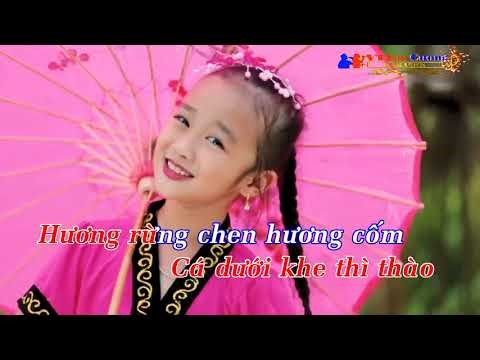 Hương rừng chen hương cốm
Cá dưới khe thì thào